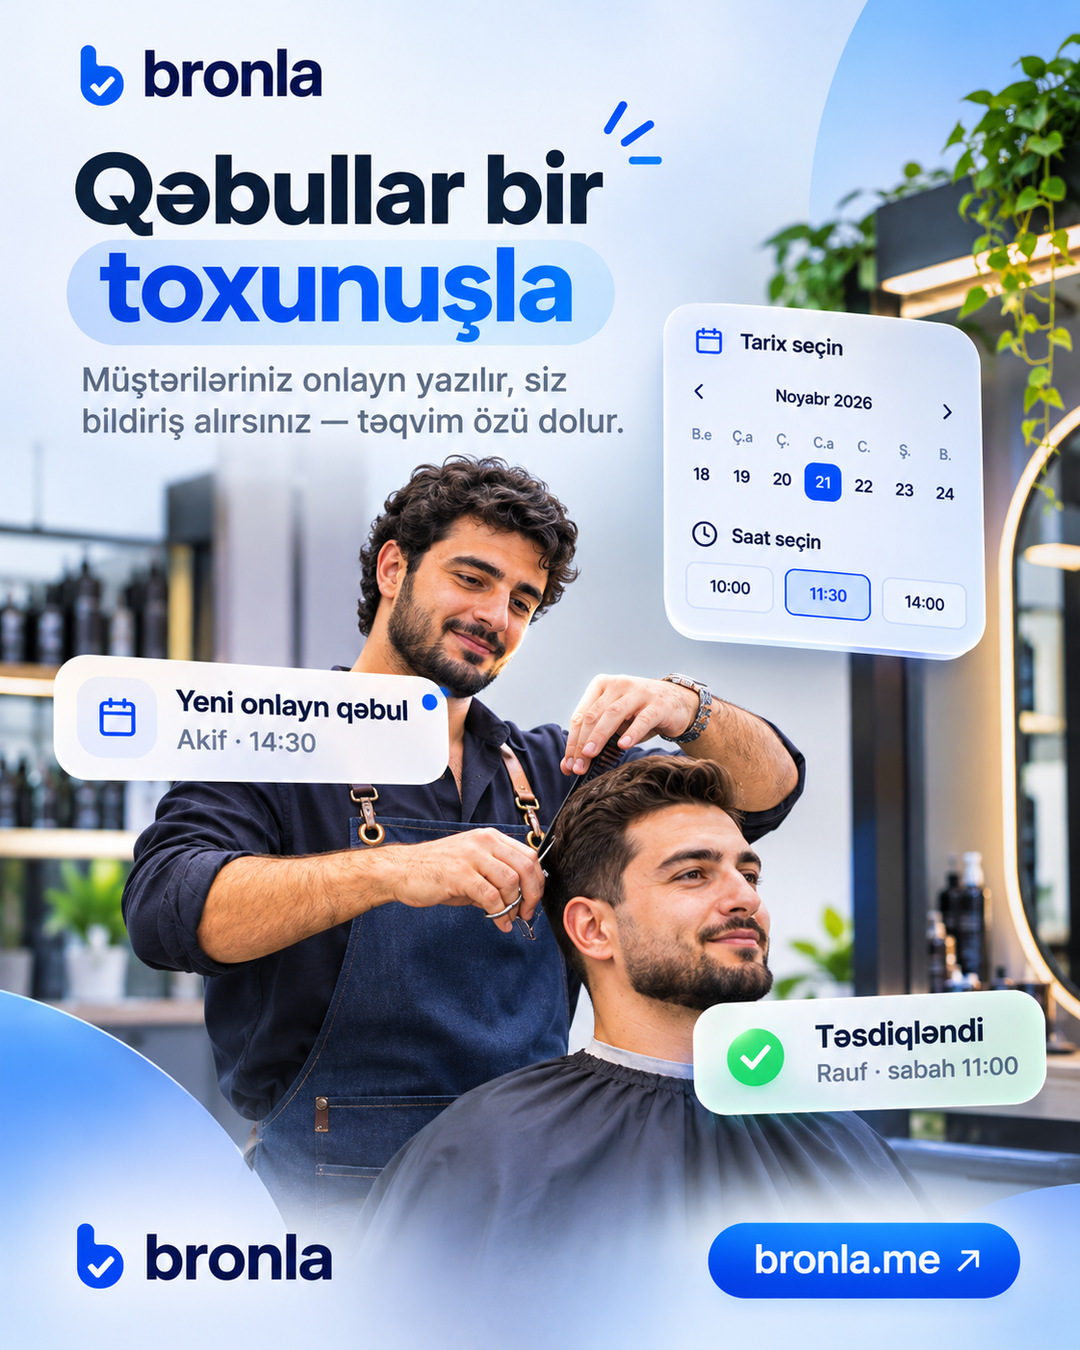 bronla
Qəbullar bir
toxunuşla
Müştəriləriniz onlayn yazılır, siz
bildiriş alırsınız — təqvim özü dolur.
Tarix seçin
Noyabr 2026
B.e Ç.a Ç. C.a C. Ş. B.
18 19 20 21 22 23 24
Saat seçin
10:00 11:30 14:00
Yeni onlayn qəbul
Akif · 14:30
Təsdiqləndi
Rauf · sabah 11:00
bronla
bronla.me